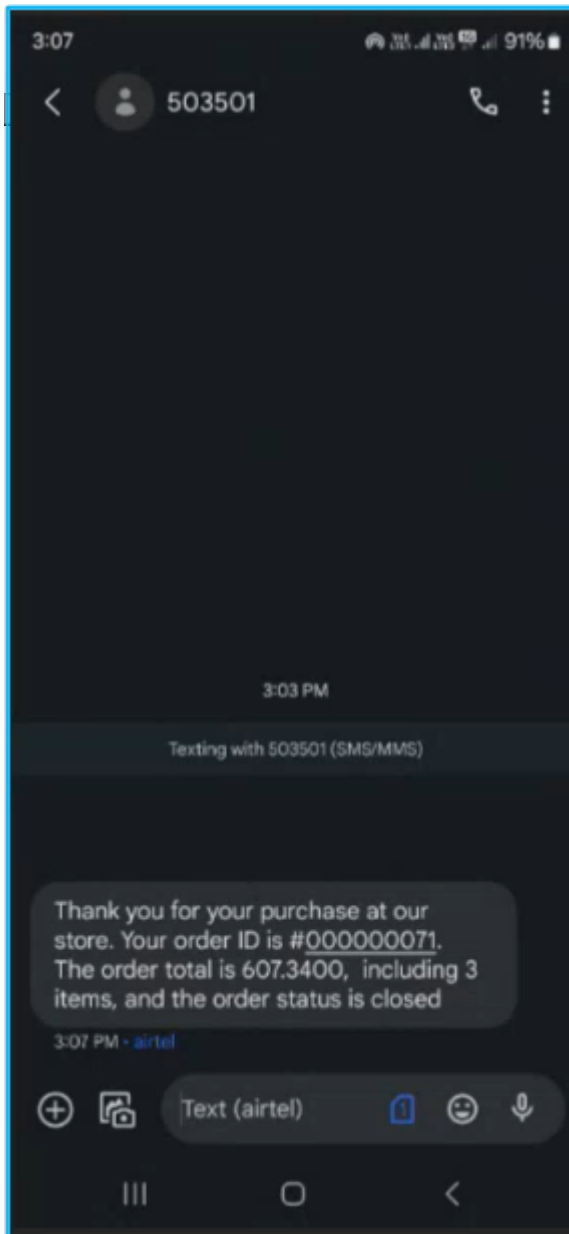 3:07
91%
503501
3:03 PM
Texting with 503501 (SMS/MMS)
Thank you for your purchase at our
store. Your order ID is #000000071.
The order total is 607.3400,  including 3
items, and the order status is closed
3:07 PM • airtel
Text (airtel)
1